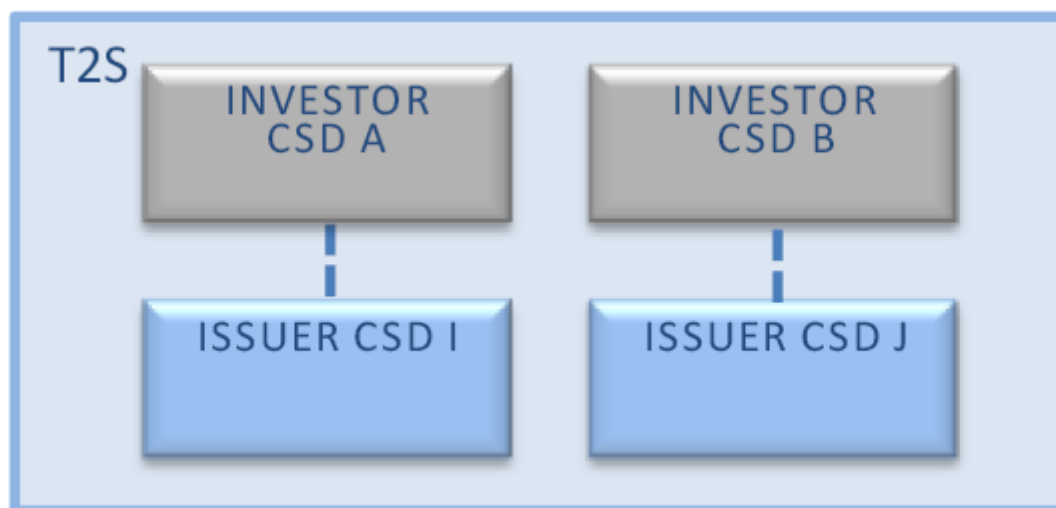 T2S
INVESTOR
CSD A
INVESTOR
CSD B
ISSUER CSD I
ISSUER CSD J